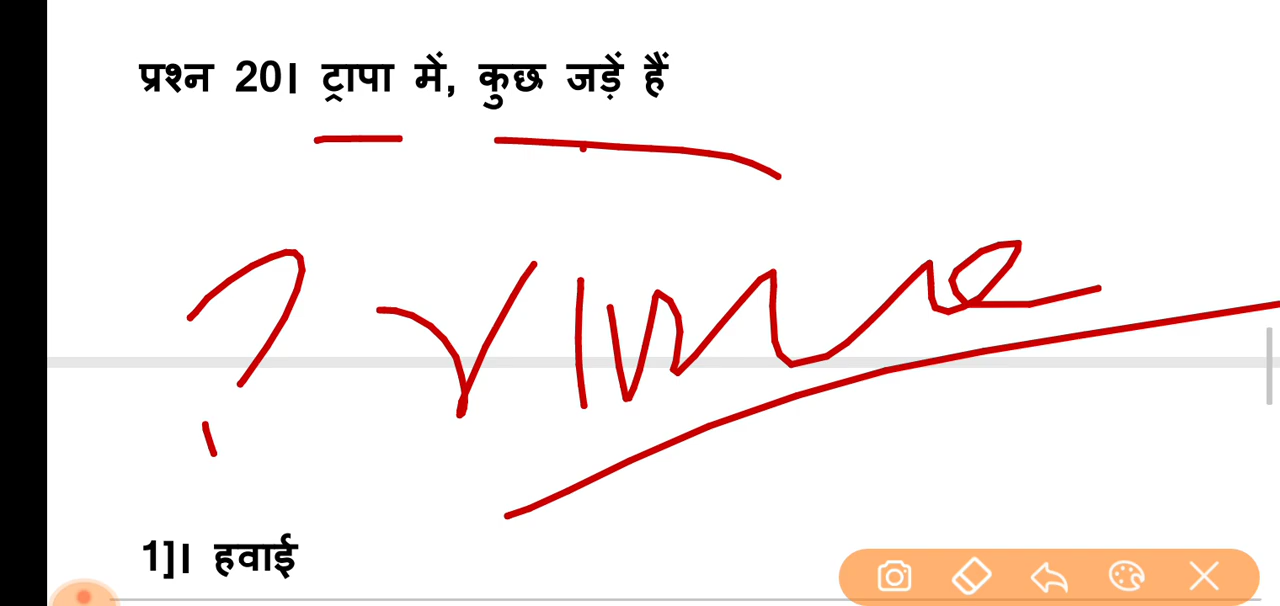 प्रश्न 20। ट्रापा में, कुछ जड़ें हैं
?
1]। हवाई